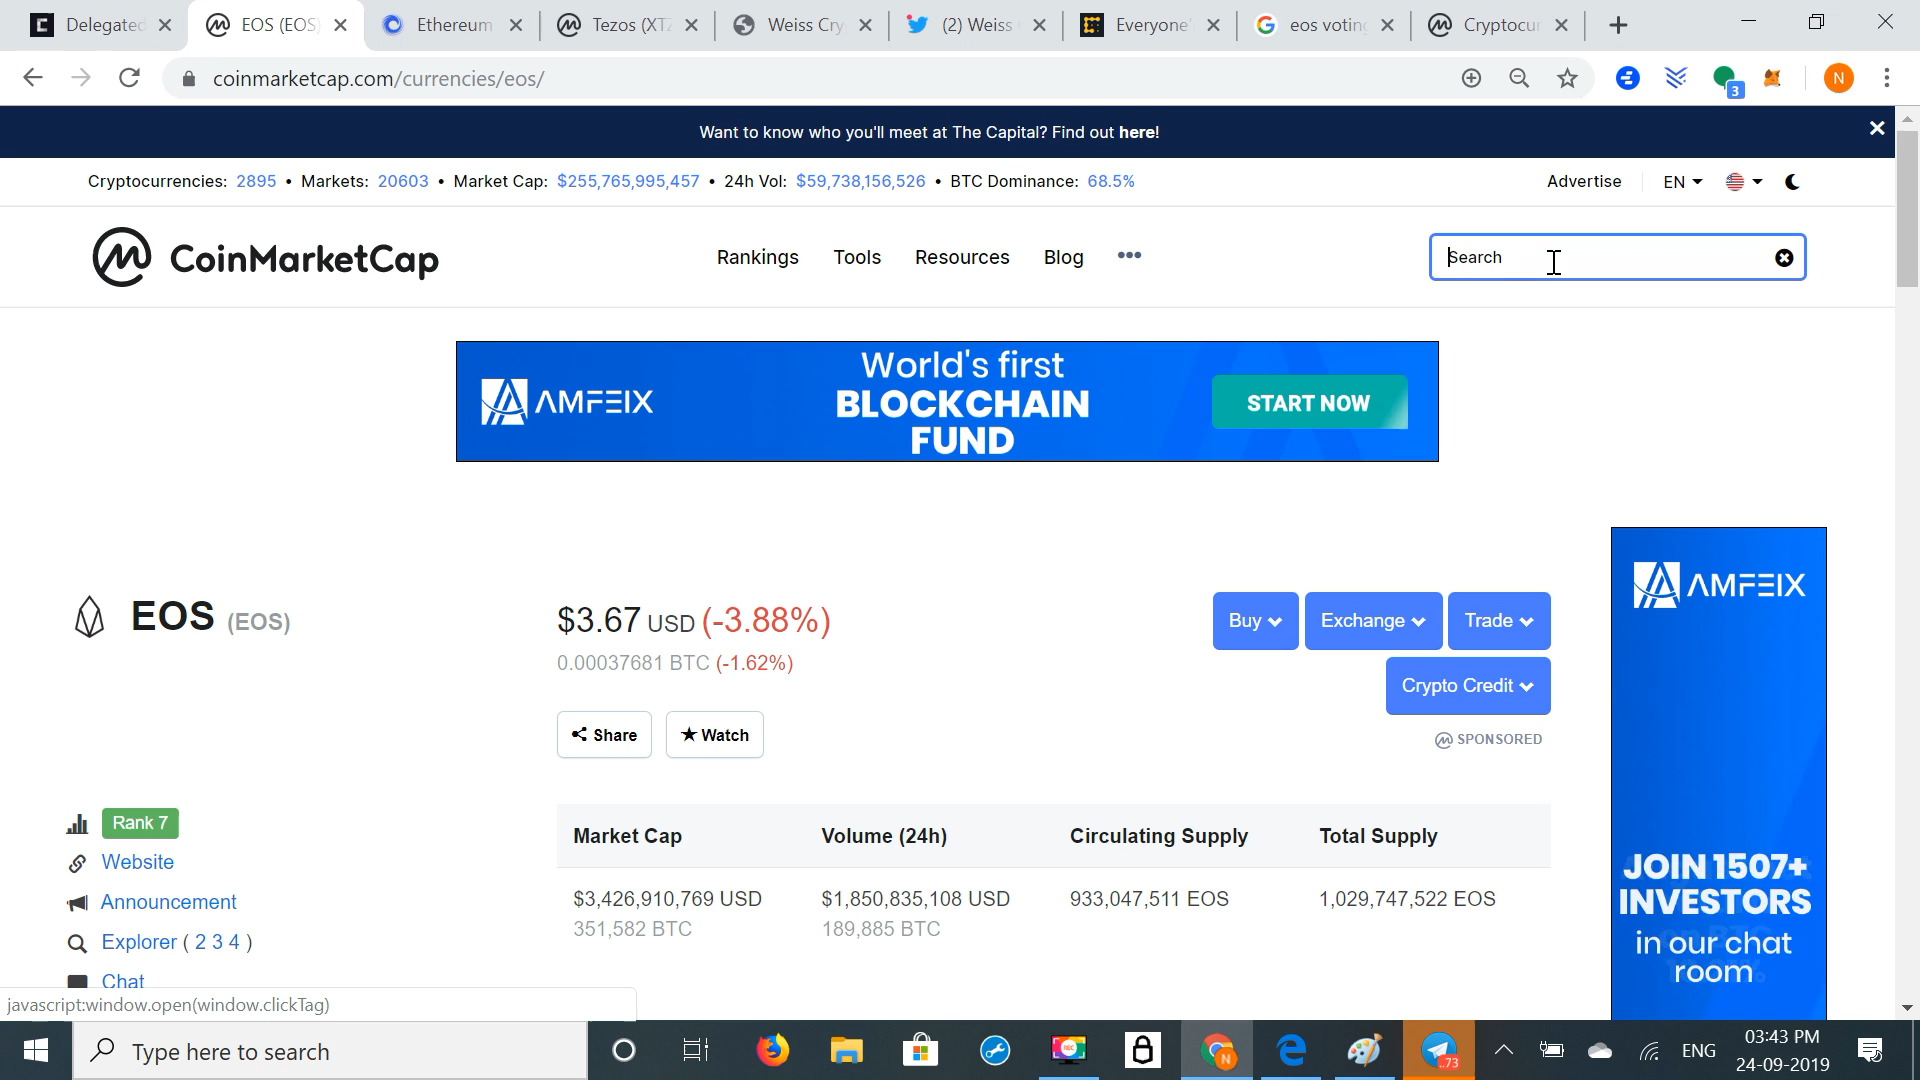 Delegated
EOS (EOS)
Ethereum
Tezos (XTZ
Weiss Cry
(2) Weiss
Everyone'
eos voting
Cryptocur
coinmarketcap.com/currencies/eos/
3
N
Want to know who you'll meet at The Capital? Find out here!
Cryptocurrencies: 2895 • Markets: 20603 • Market Cap: $255,765,995,457 • 24h Vol: $59,738,156,526 • BTC Dominance: 68.5%
Advertise
EN
CoinMarketCap
Rankings
Tools
Resources
Blog
Search
AMFEIX
World's first
BLOCKCHAIN
FUND
START NOW
EOS (EOS)
$3.67 USD (-3.88%)
0.00037681 BTC (-1.62%)
Buy
Exchange
Trade
Crypto Credit
SPONSORED
Share
Watch
AMFEIX
JOIN 1507+
INVESTORS
in our chat
room
Rank 7
Website
Announcement
Explorer ( 2 3 4 )
Chat
Market Cap
Volume (24h)
Circulating Supply
Total Supply
$3,426,910,769 USD
$1,850,835,108 USD
933,047,511 EOS
1,029,747,522 EOS
351,582 BTC
189,885 BTC
javascript:window.open(window.clickTag)
Type here to search
REC
N
..73
ENG
03:43 PM
24-09-2019